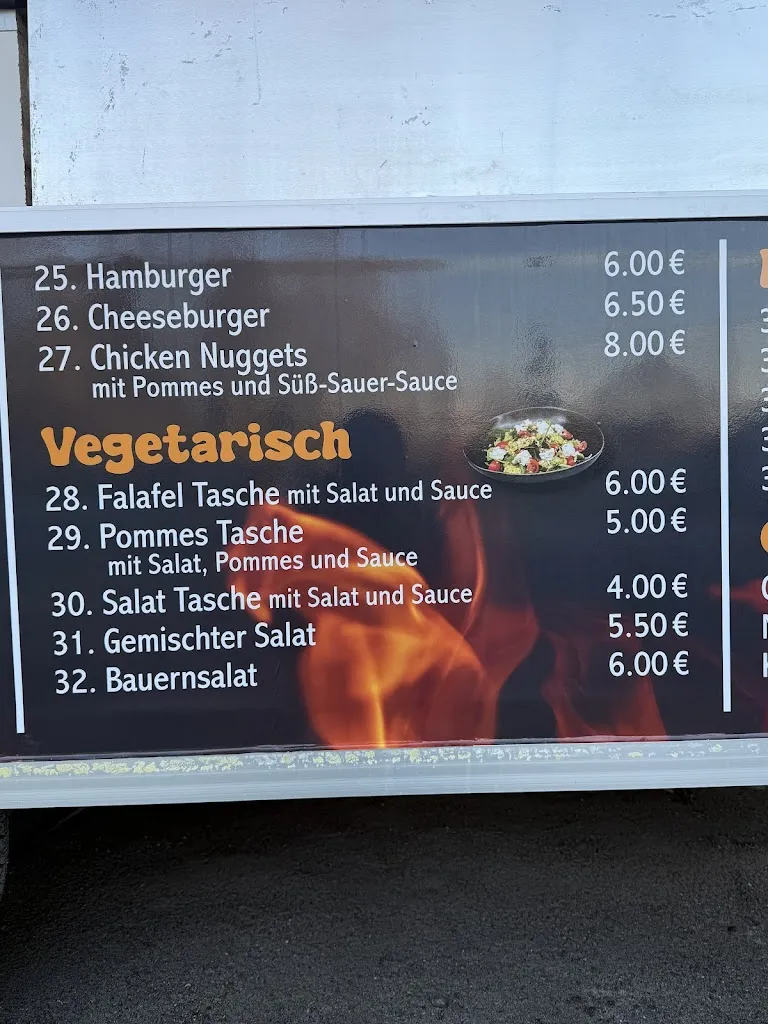 25. Hamburger 6.00 €
26. Cheeseburger 6.50 €
27. Chicken Nuggets 8.00 €
mit Pommes und Süß-Sauer-Sauce
Vegetarisch
28. Falafel Tasche mit Salat und Sauce 6.00 €
29. Pommes Tasche 5.00 €
mit Salat, Pommes und Sauce
30. Salat Tasche mit Salat und Sauce 4.00 €
31. Gemischter Salat 5.50 €
32. Bauernsalat 6.00 €